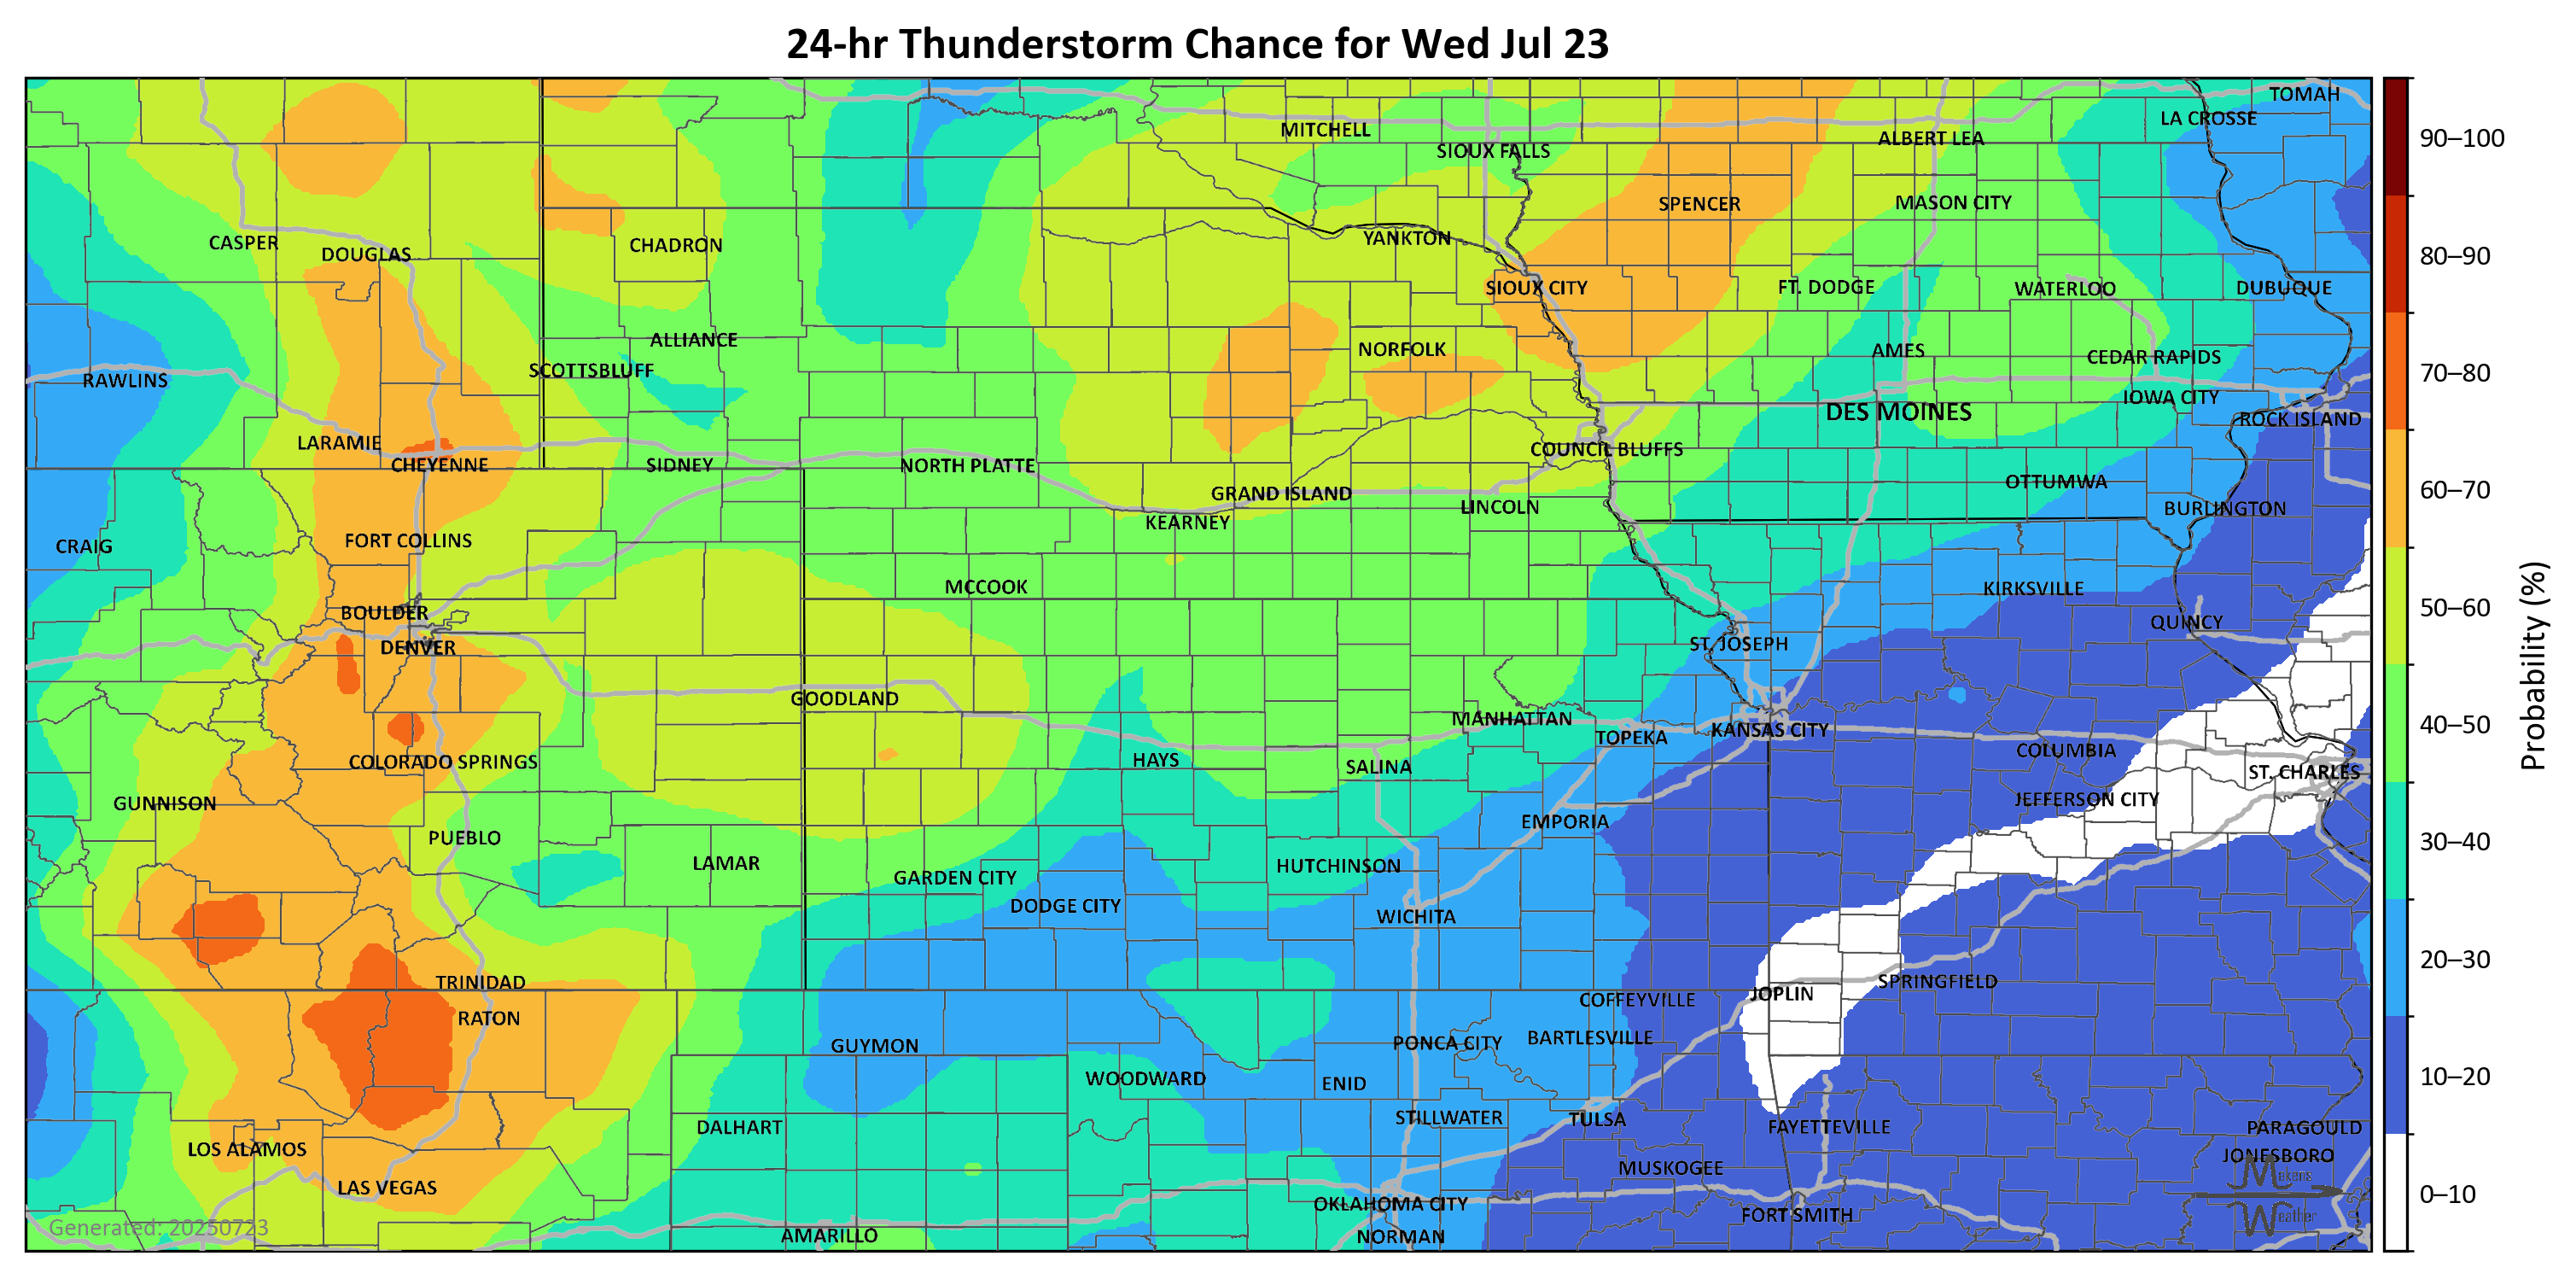 24-hr Thunderstorm Chance for Wed Jul 23
TOMAH
LA CROSSE
MITCHELL
ALBERT LEA
SIOUX FALLS
SPENCER
MASON CITY
CASPER
DOUGLAS
CHADRON
YANKTON
SIOUX CITY
FT. DODGE
WATERLOO
DUBUQUE
ALLIANCE
NORFOLK
AMES
CEDAR RAPIDS
RAWLINS
SCOTTSBLUFF
IOWA CITY
DES MOINES
ROCK ISLAND
LARAMIE
COUNCIL BLUFFS
CHEYENNE
SIDNEY
NORTH PLATTE
OTTUMWA
GRAND ISLAND
LINCOLN
BURLINGTON
KEARNEY
CRAIG
FORT COLLINS
MCCOOK
KIRKSVILLE
BOULDER
QUINCY
DENVER
ST. JOSEPH
GOODLAND
MANHATTAN
TOPEKA
KANSAS CITY
COLUMBIA
COLORADO SPRINGS
HAYS
SALINA
ST. CHARLES
GUNNISON
JEFFERSON CITY
EMPORIA
PUEBLO
LAMAR
HUTCHINSON
GARDEN CITY
DODGE CITY
WICHITA
TRINIDAD
SPRINGFIELD
JOPLIN
COFFEYVILLE
RATON
GUYMON
PONCA CITY
BARTLESVILLE
WOODWARD
ENID
STILLWATER
TULSA
DALHART
FAYETTEVILLE
PARAGOULD
LOS ALAMOS
JONESBORO
MUSKOGEE
LAS VEGAS
OKLAHOMA CITY
FORT SMITH
AMARILLO
NORMAN
Generated: 20250723
Mekens
Weather
90–100
80–90
70–80
60–70
50–60
40–50
30–40
20–30
10–20
0–10
Probability (%)